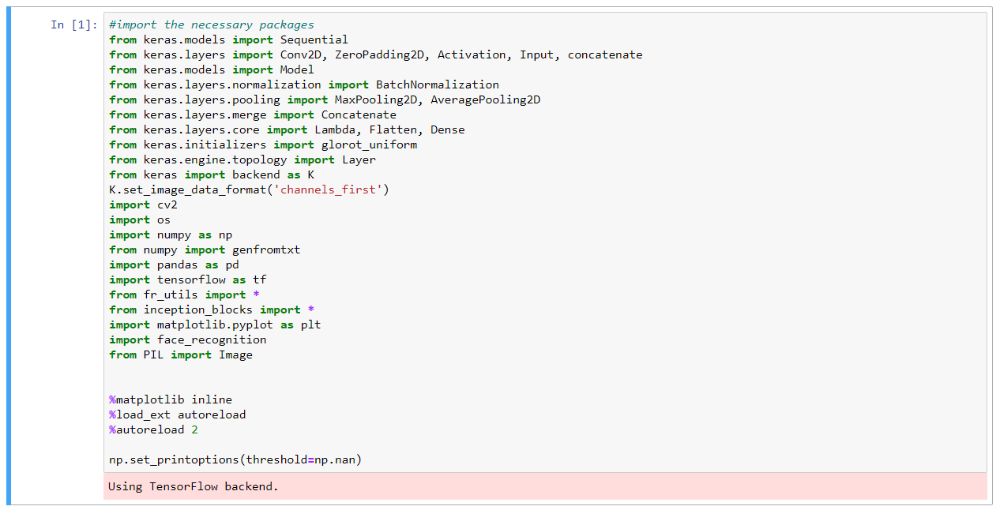 In [1]:
#import the necessary packages
from keras.models import Sequential
from keras.layers import Conv2D, ZeroPadding2D, Activation, Input, concatenate
from keras.models import Model
from keras.layers.normalization import BatchNormalization
from keras.layers.pooling import MaxPooling2D, AveragePooling2D
from keras.layers.merge import Concatenate
from keras.layers.core import Lambda, Flatten, Dense
from keras.initializers import glorot_uniform
from keras.engine.topology import Layer
from keras import backend as K
K.set_image_data_format('channels_first')
import cv2
import os
import numpy as np
from numpy import genfromtxt
import pandas as pd
import tensorflow as tf
from fr_utils import *
from inception_blocks import *
import matplotlib.pyplot as plt
import face_recognition
from PIL import Image
%matplotlib inline
%load_ext autoreload
%autoreload 2
np.set_printoptions(threshold=np.nan)
Using TensorFlow backend.